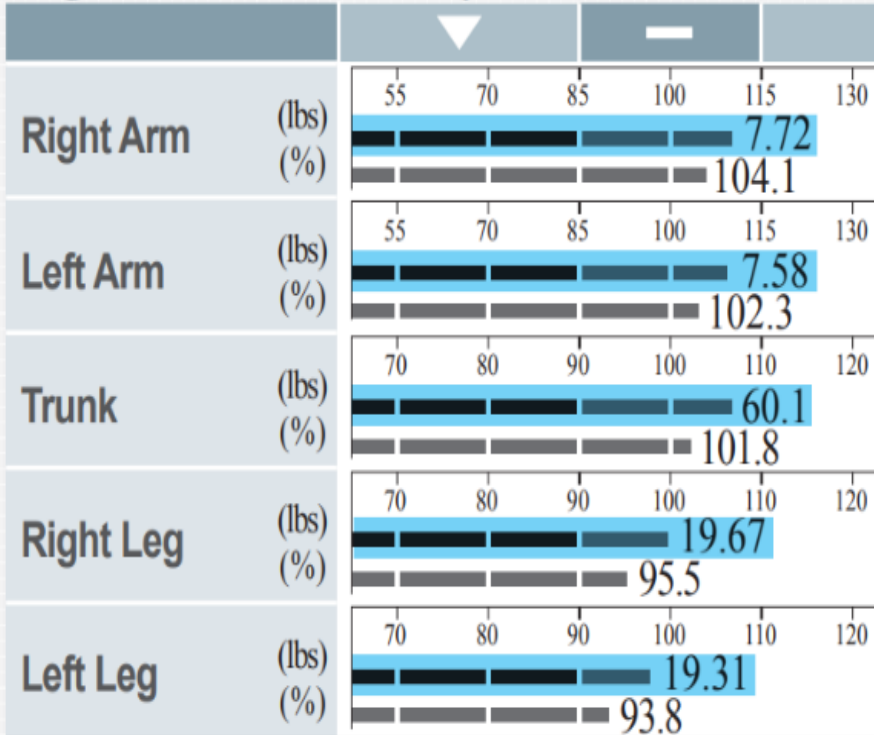 55 70 85 100 115 130
Right Arm (lbs) 7.72
(%) 104.1
55 70 85 100 115 130
Left Arm (lbs) 7.58
(%) 102.3
70 80 90 100 110 120
Trunk (lbs) 60.1
(%) 101.8
70 80 90 100 110 120
Right Leg (lbs) 19.67
(%) 95.5
70 80 90 100 110 120
Left Leg (lbs) 19.31
(%) 93.8